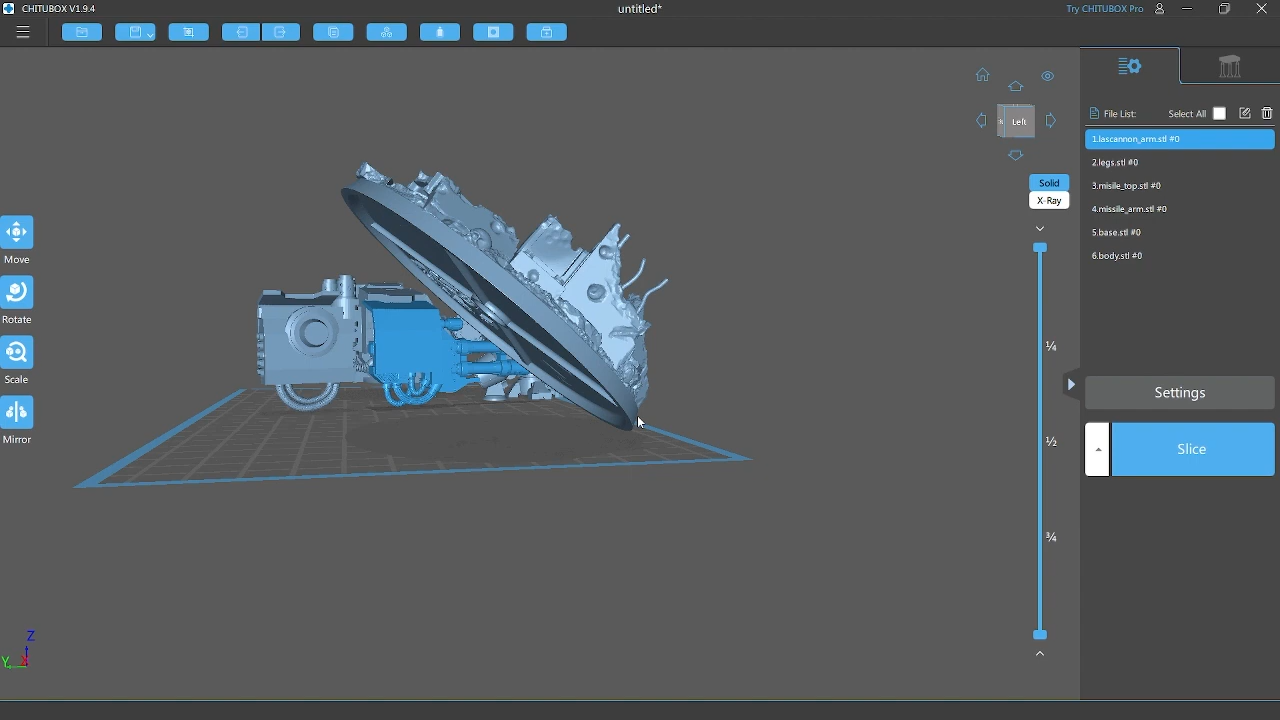 CHITUBOX V1.9.4
untitled*
Try CHITUBOX Pro
File List:
Select All
1.lascannon_arm.stl #0
2.legs.stl #0
3.misile_top.stl #0
4.missile_arm.stl #0
5.base.stl #0
6.body.stl #0
Left
Solid
X-Ray
Move
Rotate
Scale
Mirror
¼
½
¾
Settings
Slice
Z
Y
X